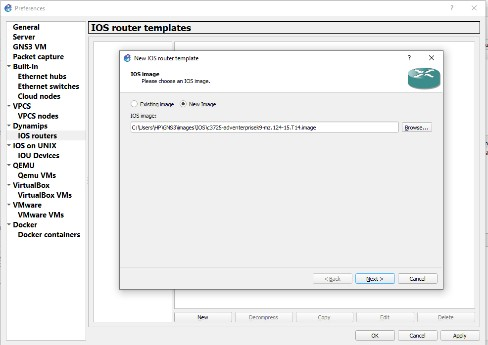 Preferences
General
Server
GNS3 VM
Packet capture
Built-in
Ethernet hubs
Ethernet switches
Cloud nodes
VPCS
VPCS nodes
Dynamips
IOS routers
IOS on UNIX
IOU Devices
QEMU
Qemu VMs
VirtualBox
VirtualBox VMs
VMware
VMware VMs
Docker
Docker containers
IOS router templates
New IOS router template
IOS image
Please choose an IOS image.
Existing image
New Image
IOS image:
C:\Users\HP\GNS3\images\IOS\c3725-adventerprisek9-mz.124-15.T14.image
Browse...
< Back
Next >
Cancel
New
Decompress
Copy
Edit
Delete
OK
Cancel
Apply